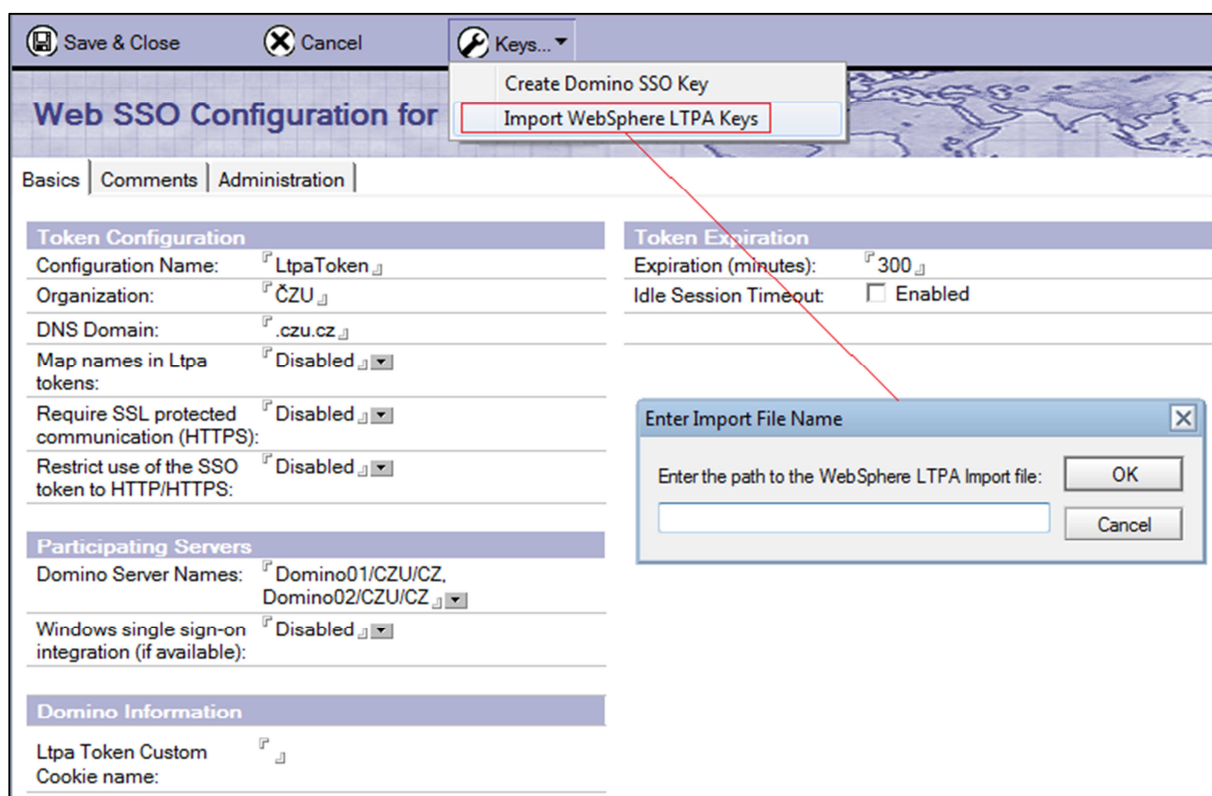 Save & Close Cancel Keys...
Create Domino SSO Key
Import WebSphere LTPA Keys
Web SSO Configuration for
Basics Comments Administration
Token Configuration
Configuration Name: LtpaToken
Organization: ČZU
DNS Domain: .czu.cz
Map names in Ltpa Disabled
tokens:
Require SSL protected Disabled
communication (HTTPS):
Restrict use of the SSO Disabled
token to HTTP/HTTPS:
Token Expiration
Expiration (minutes): 300
Idle Session Timeout: Enabled
Enter Import File Name
Enter the path to the WebSphere LTPA Import file: OK
Cancel
Participating Servers
Domino Server Names: Domino01/CZU/CZ,
Domino02/CZU/CZ
Windows single sign-on Disabled
integration (if available):
Domino Information
Ltpa Token Custom
Cookie name: